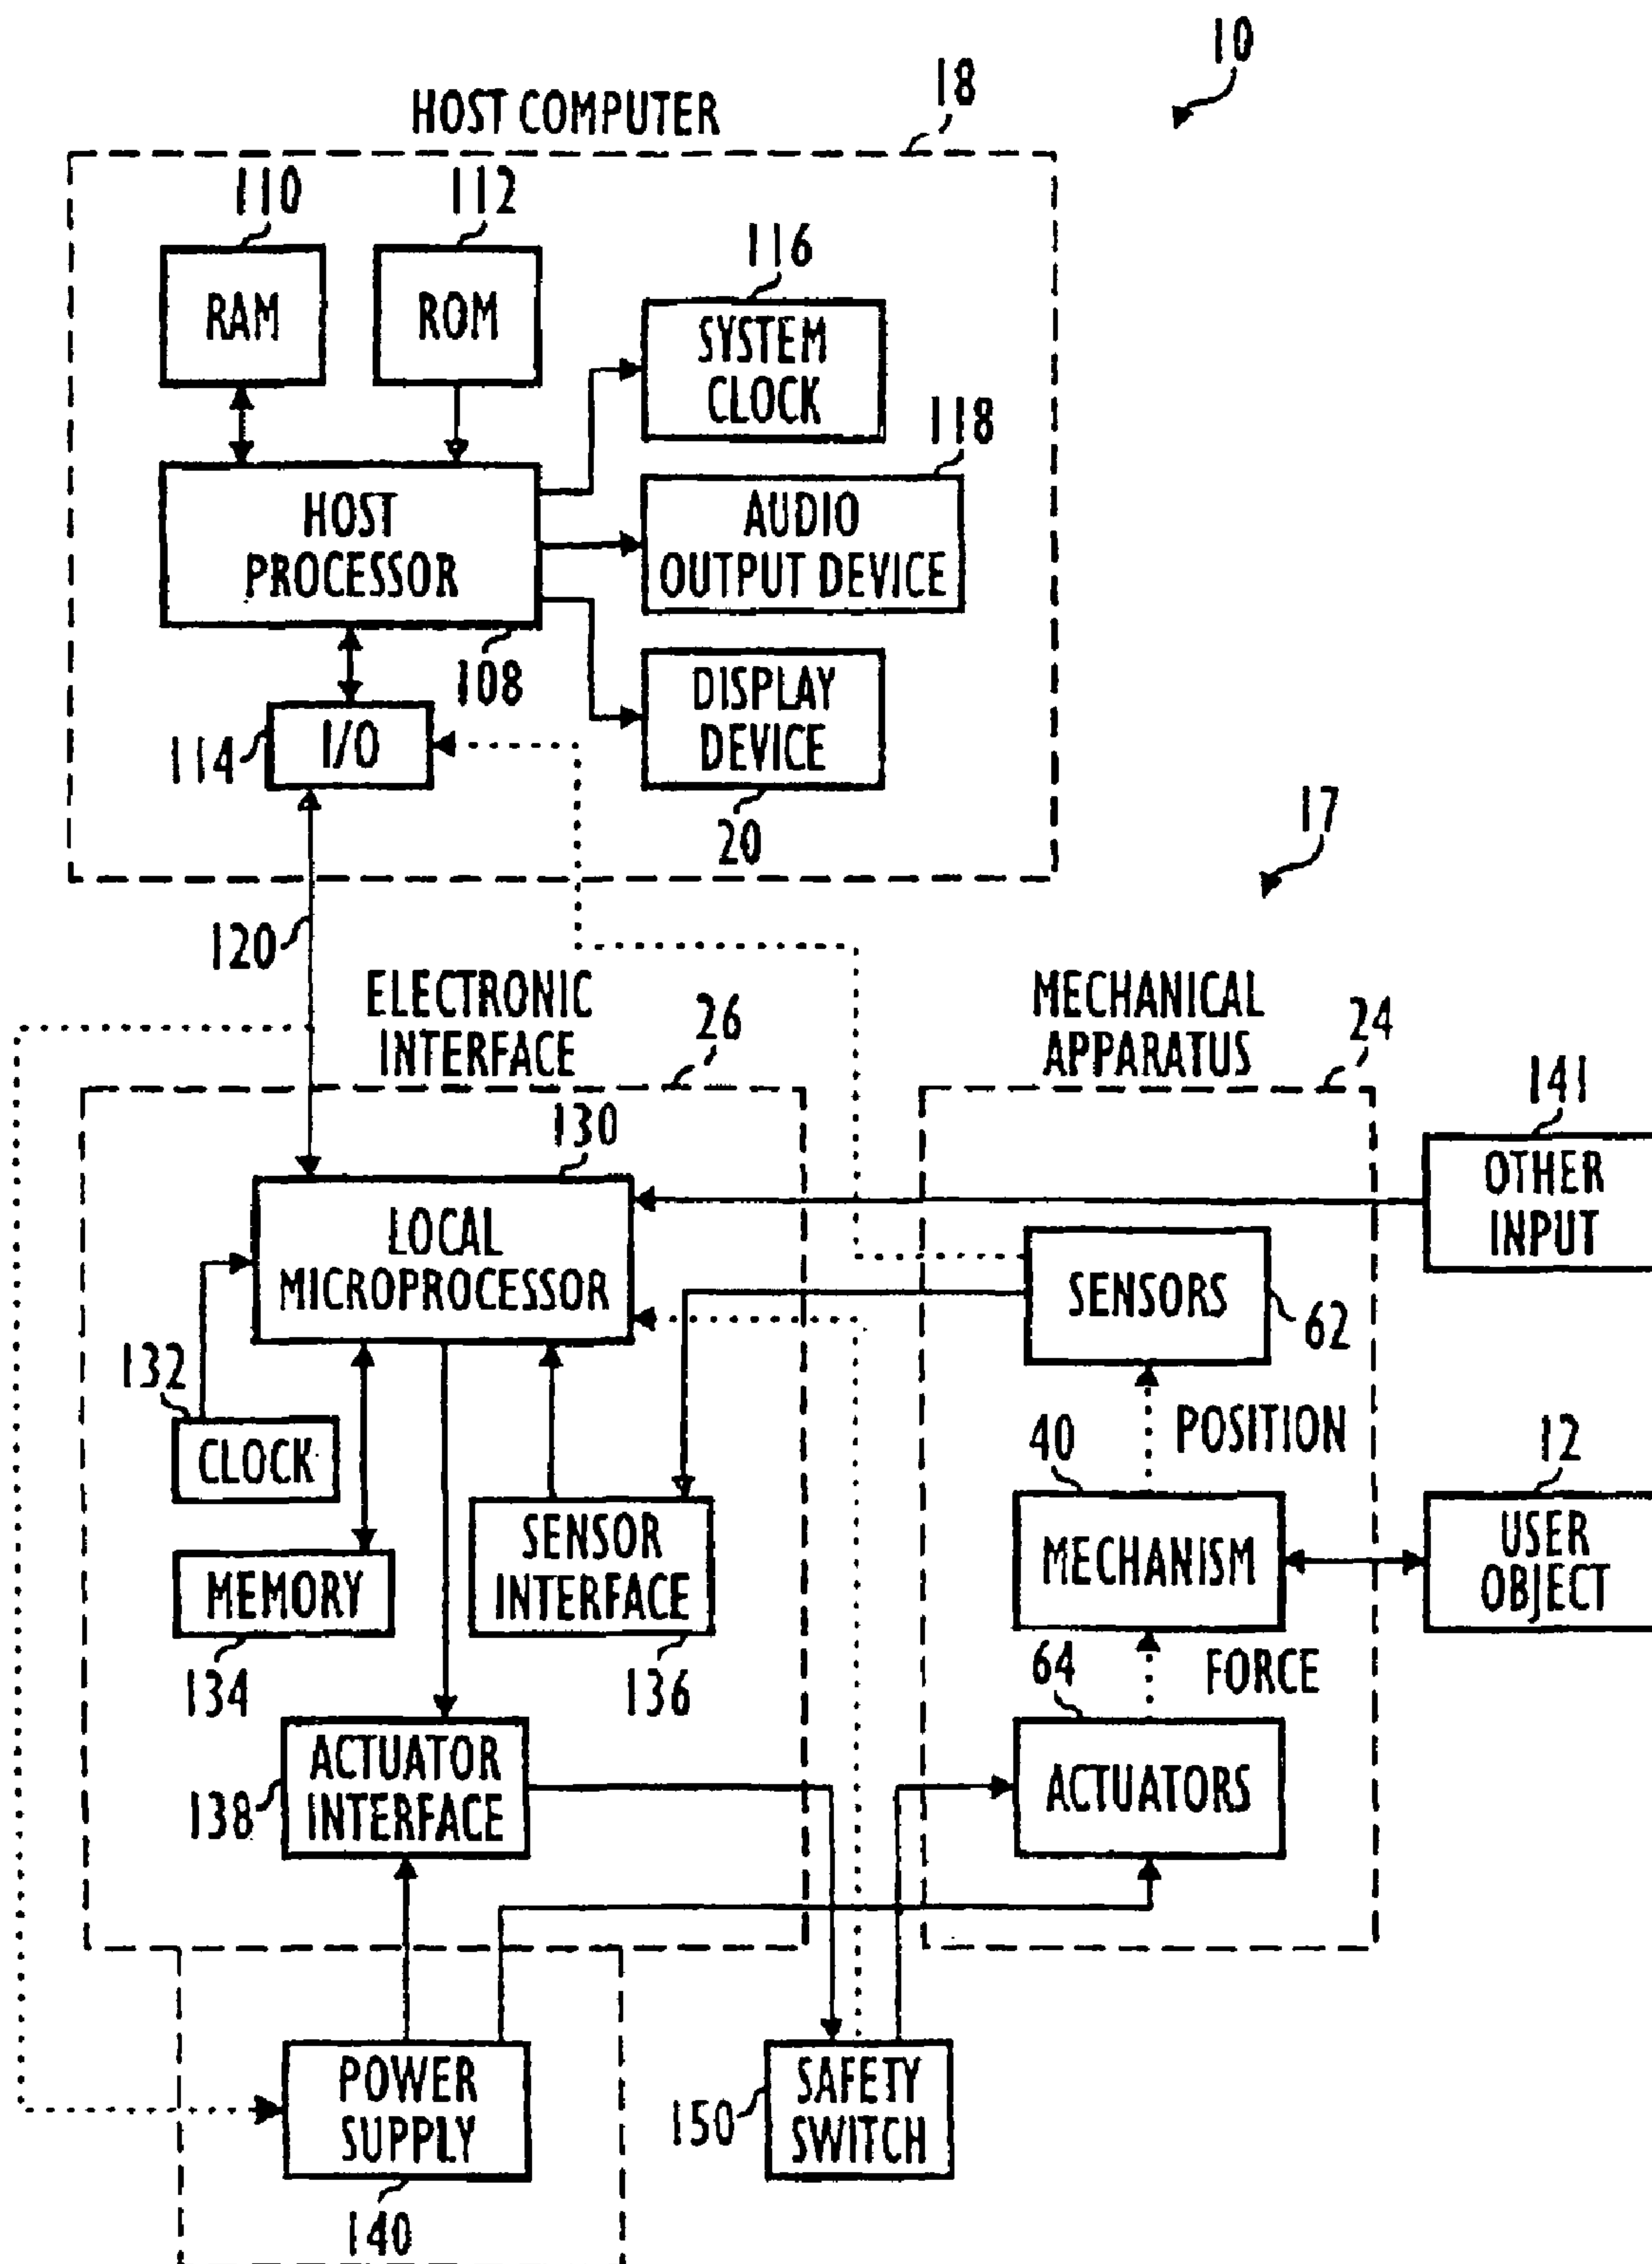 10
HOST COMPUTER
18
110
112
RAM
ROM
116
SYSTEM
CLOCK
118
HOST
PROCESSOR
AUDIO
OUTPUT DEVICE
108
114
I/O
DISPLAY
DEVICE
20
17
120
ELECTRONIC
INTERFACE
26
MECHANICAL
APPARATUS
24
141
130
OTHER
INPUT
LOCAL
MICROPROCESSOR
SENSORS
62
132
CLOCK
POSITION
40
12
SENSOR
INTERFACE
MECHANISM
USER
OBJECT
MEMORY
134
136
64
FORCE
138
ACTUATOR
INTERFACE
ACTUATORS
POWER
SUPPLY
150
SAFETY
SWITCH
140